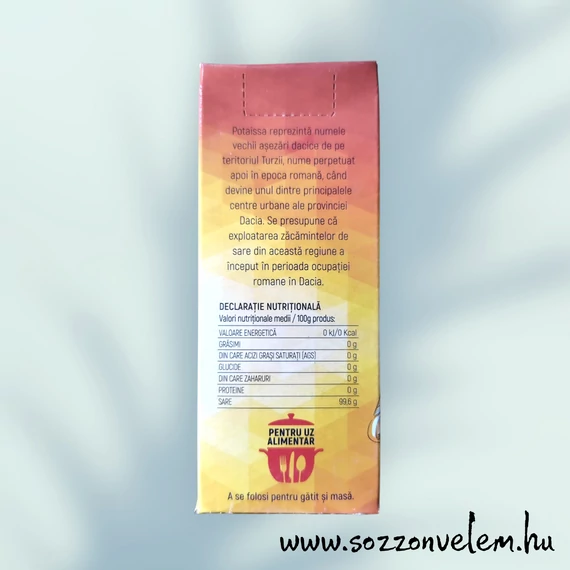 Potaissa reprezintă numele
vechii așezări dacice de pe
teritoriul Turzii, nume perpetuat
apoi în epoca romană, când
devine unul dintre principalele
centre urbane ale provinciei
Dacia. Se presupune că
exploatarea zăcămintelor de
sare din această regiune a
început în perioada ocupației
romane în Dacia.
DECLARAȚIE NUTRIȚIONALĂ
Valori nutriționale medii / 100g produs:
VALOARE ENERGETICĂ 0 kJ/0 Kcal
GRĂSIMI 0 g
DIN CARE ACIZI GRAȘI SATURAȚI (AGS) 0 g
GLUCIDE 0 g
DIN CARE ZAHARURI 0 g
PROTEINE 0 g
SARE 99,6 g
PENTRU UZ
ALIMENTAR
A se folosi pentru gătit și masă.
www.sozzonvelem.hu